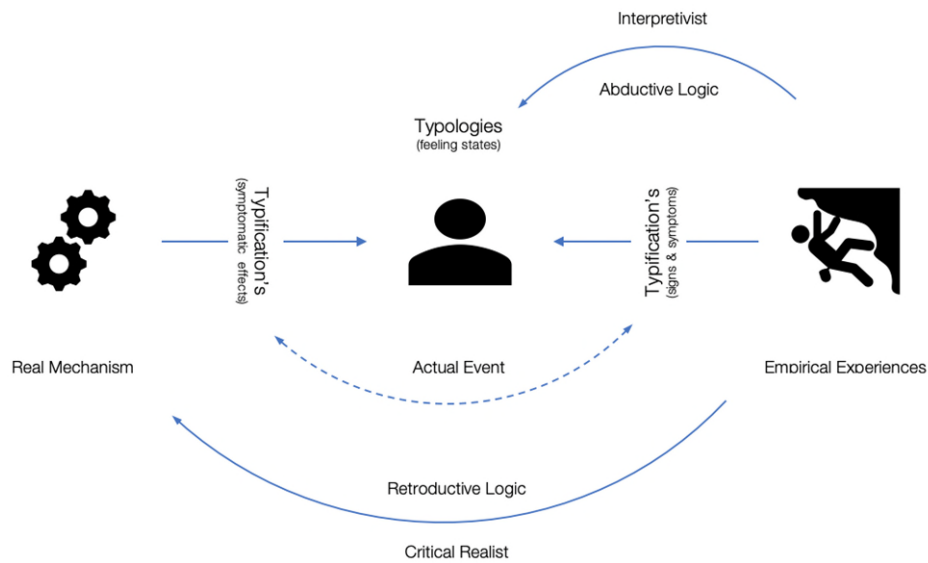 Interpretivist
Abductive Logic
Typologies
(feeling states)
Typification's
(symptomatic effects)
Typification's
(signs & symptoms)
Real Mechanism
Actual Event
Empirical Experiences
Retroductive Logic
Critical Realist